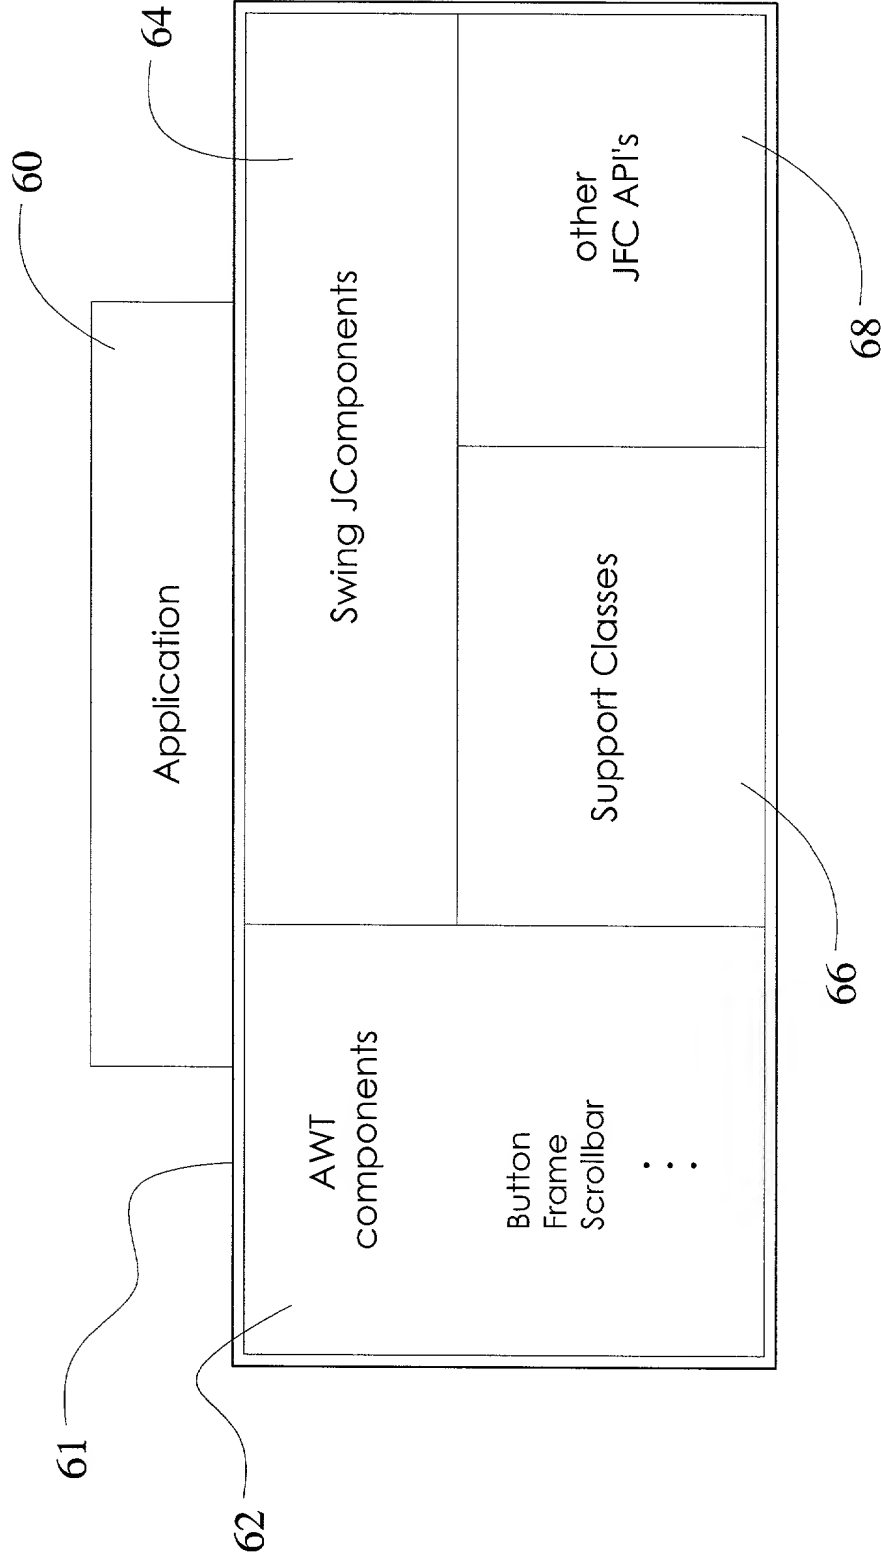 60
64
Application
61
62
AWT
components
Button
Frame
Scrollbar
Swing JComponents
Support Classes
66
other
JFC API's
68